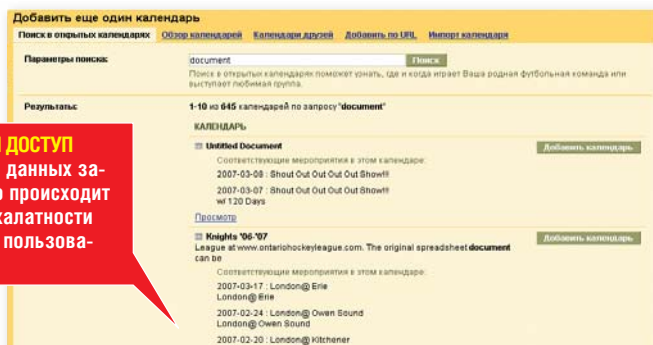 Добавить еще один календарь
Поиск в открытых календарях Обзор календарей Календари друзей Добавить по URL Импорт календаря
Параметры поиска:
document Поиск
Поиск в открытых календарях поможет узнать, где и когда играет Ваша родная футбольная команда или
выступает любимая группа.
Результаты:
1-10 из 645 календарей по запросу "document"
КАЛЕНДАРЬ
Untitled Document Добавить календарь
Соответствующие мероприятия в этом календаре:
2007-03-08 : Shout Out Out Out Out Show!!!
2007-03-07 : Shout Out Out Out Out Show!!!
w/ 120 Days
Просмотр
Knights '06-'07 Добавить календарь
League at www.ontariohockeyleague.com. The original spreadsheet document
can be
Соответствующие мероприятия в этом календаре:
2007-03-17 : London@ Erie
London@ Erie
2007-02-24 : London@ Owen Sound
London@ Owen Sound
2007-02-20 : London@ Kitchener
ДОСТУП
данных за-
происходит
халатности
пользова-